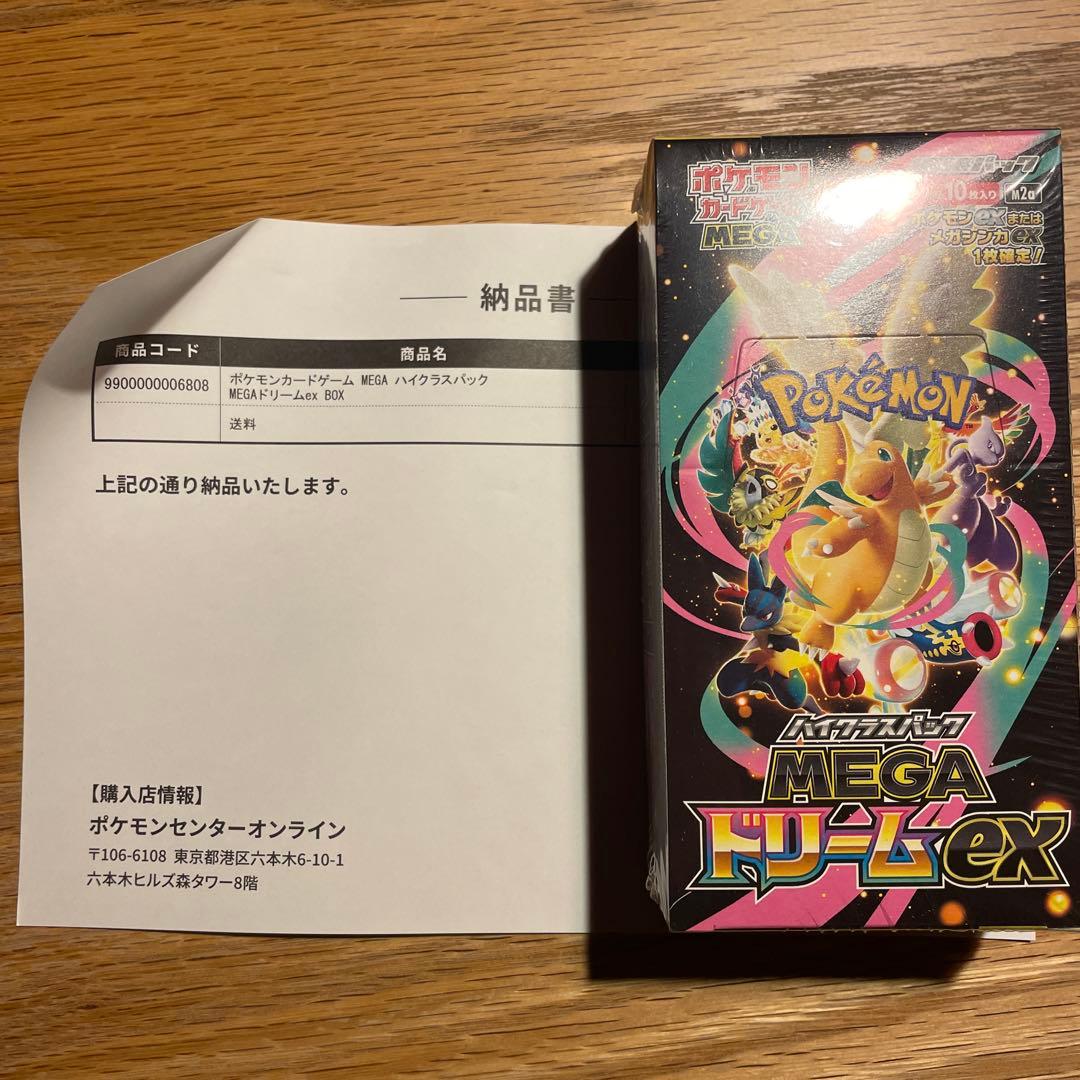 納品書
商品コード 商品名
9900000006808 ポケモンカードゲーム MEGA ハイクラスパック
MEGAドリームex BOX
送料
上記の通り納品いたします。
【購入店情報】
ポケモンセンターオンライン
〒106-6108 東京都港区六本木6-10-1
六本木ヒルズ森タワー8階
ポケモン
カードゲーム
MEGA
パック
10枚入り M2a
ポケモンexまたは
メガシンカex
1枚確定!
POKéMON
ハイクラスパック
MEGA
ドリームex